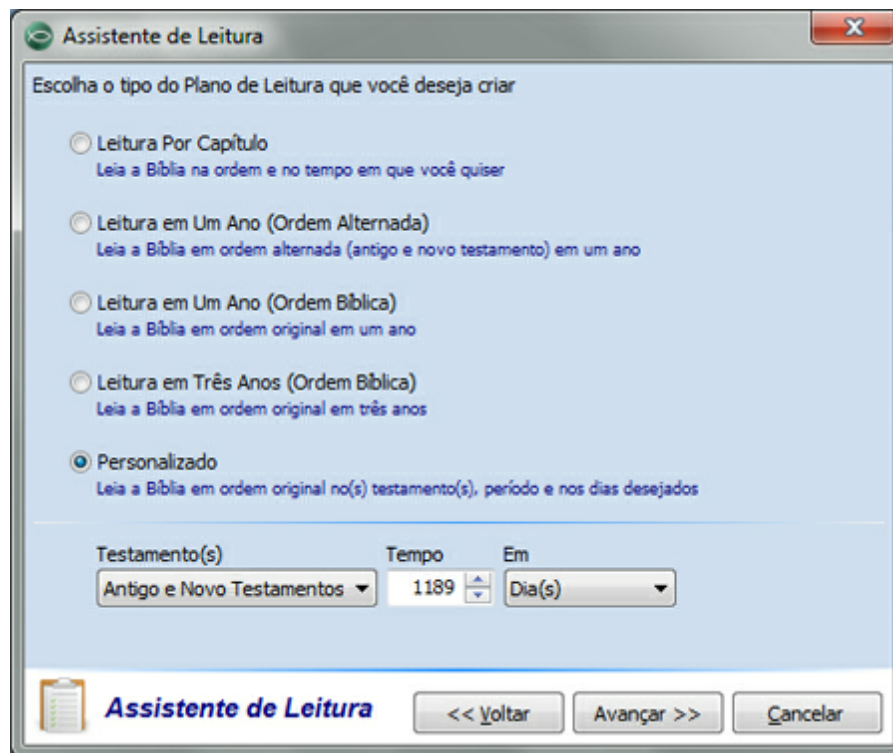 Assistente de Leitura
Escolha o tipo do Plano de Leitura que você deseja criar
Leitura Por Capítulo
Leia a Bíblia na ordem e no tempo em que você quiser
Leitura em Um Ano (Ordem Alternada)
Leia a Bíblia em ordem alternada (antigo e novo testamento) em um ano
Leitura em Um Ano (Ordem Bíblica)
Leia a Bíblia em ordem original em um ano
Leitura em Três Anos (Ordem Bíblica)
Leia a Bíblia em ordem original em três anos
Personalizado
Leia a Bíblia em ordem original no(s) testamento(s), período e nos dias desejados
Testamento(s) Tempo Em
Antigo e Novo Testamentos 1189 Dia(s)
Assistente de Leitura << Voltar Avançar >> Cancelar